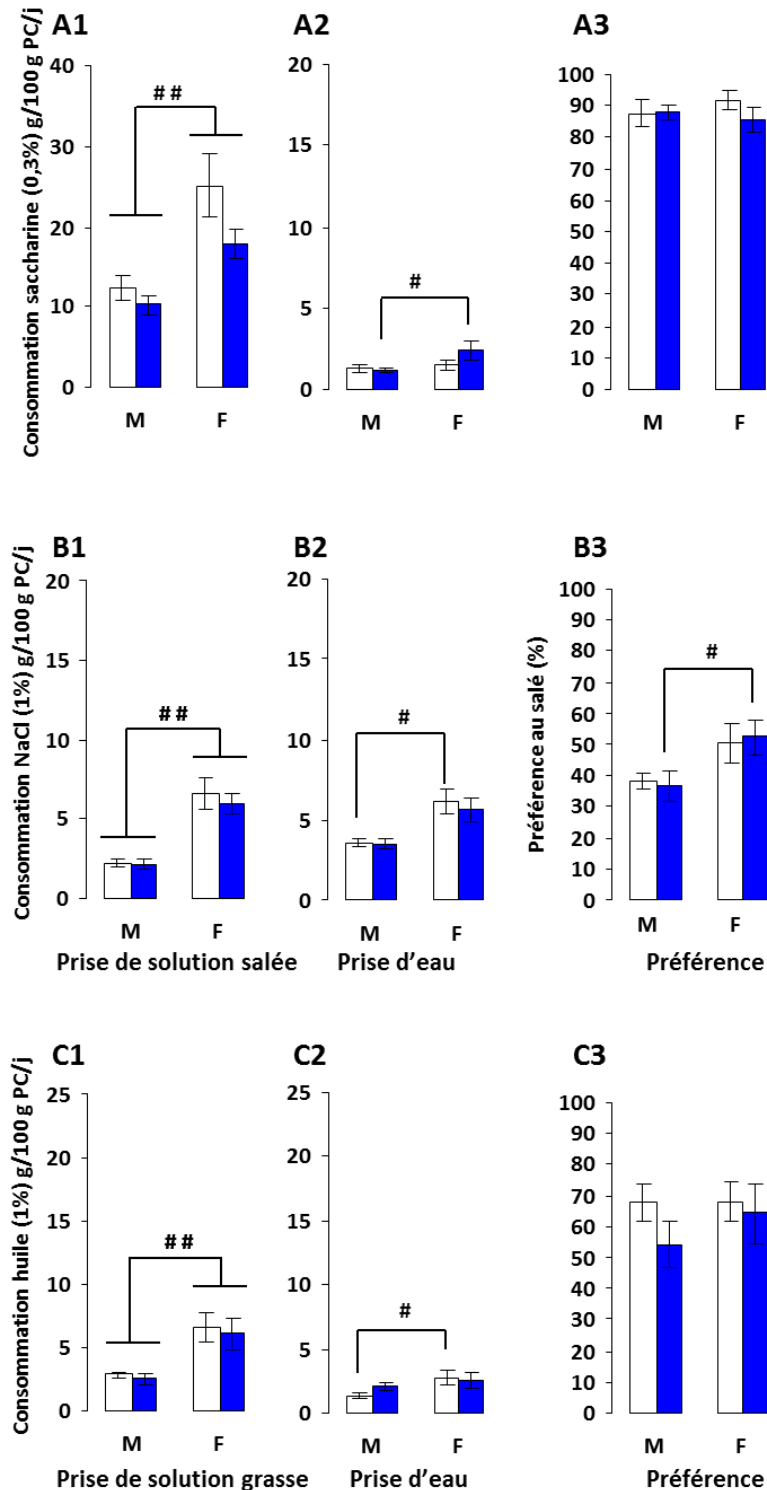 A1
A2
A3
Consommation saccharine (0,3%) g/100 g PC/j
40
30
20
10
0
# #
M
F
20
15
10
5
0
#
M
F
100
90
80
70
60
50
40
30
20
10
0
M
F
B1
B2
B3
Consommation NaCl (1%) g/100 g PC/j
20
15
10
5
0
# #
M
F
Prise de solution salée
20
15
10
5
0
#
M
F
Prise d'eau
Préférence au salé (%)
100
90
80
70
60
50
40
30
20
10
0
#
M
F
Préférence
C1
C2
C3
Consommation huile (1%) g/100 g PC/j
25
20
15
10
5
0
# #
M
F
Prise de solution grasse
25
20
15
10
5
0
#
M
F
Prise d'eau
100
90
80
70
60
50
40
30
20
10
0
M
F
Préférence